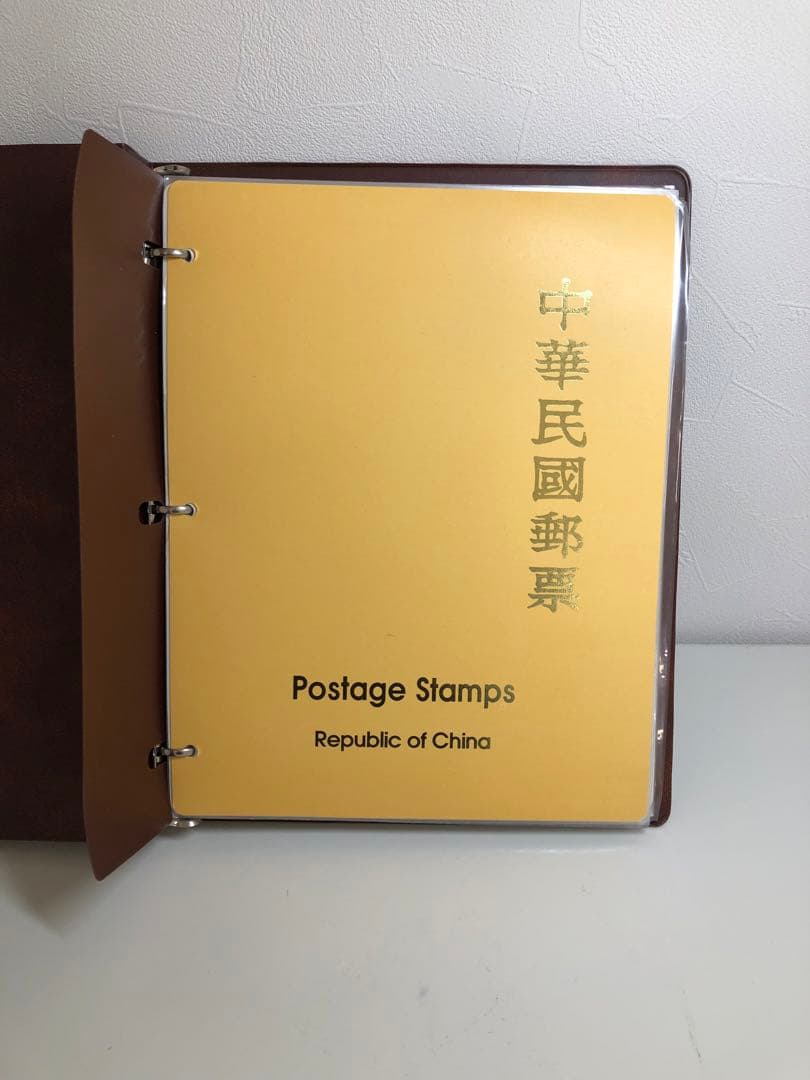 中華民國郵票
Postage Stamps
Republic of China